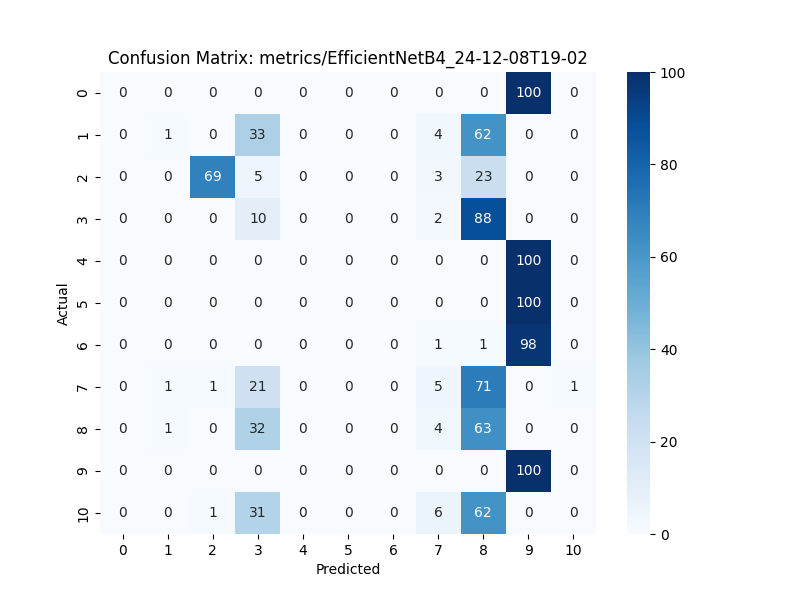 Confusion Matrix: metrics/EfficientNetB4_24-12-08T19-02
0 0 0 0 0 0 0 0 0 0 100 0
1 0 1 0 33 0 0 0 4 62 0 0
2 0 0 69 5 0 0 0 3 23 0 0
3 0 0 0 10 0 0 0 2 88 0 0
4 0 0 0 0 0 0 0 0 0 100 0
5 0 0 0 0 0 0 0 0 0 100 0
6 0 0 0 0 0 0 0 1 1 98 0
7 0 1 1 21 0 0 0 5 71 0 1
8 0 1 0 32 0 0 0 4 63 0 0
9 0 0 0 0 0 0 0 0 0 100 0
10 0 0 1 31 0 0 0 6 62 0 0
0 1 2 3 4 5 6 7 8 9 10
Predicted
Actual
100
80
60
40
20
0